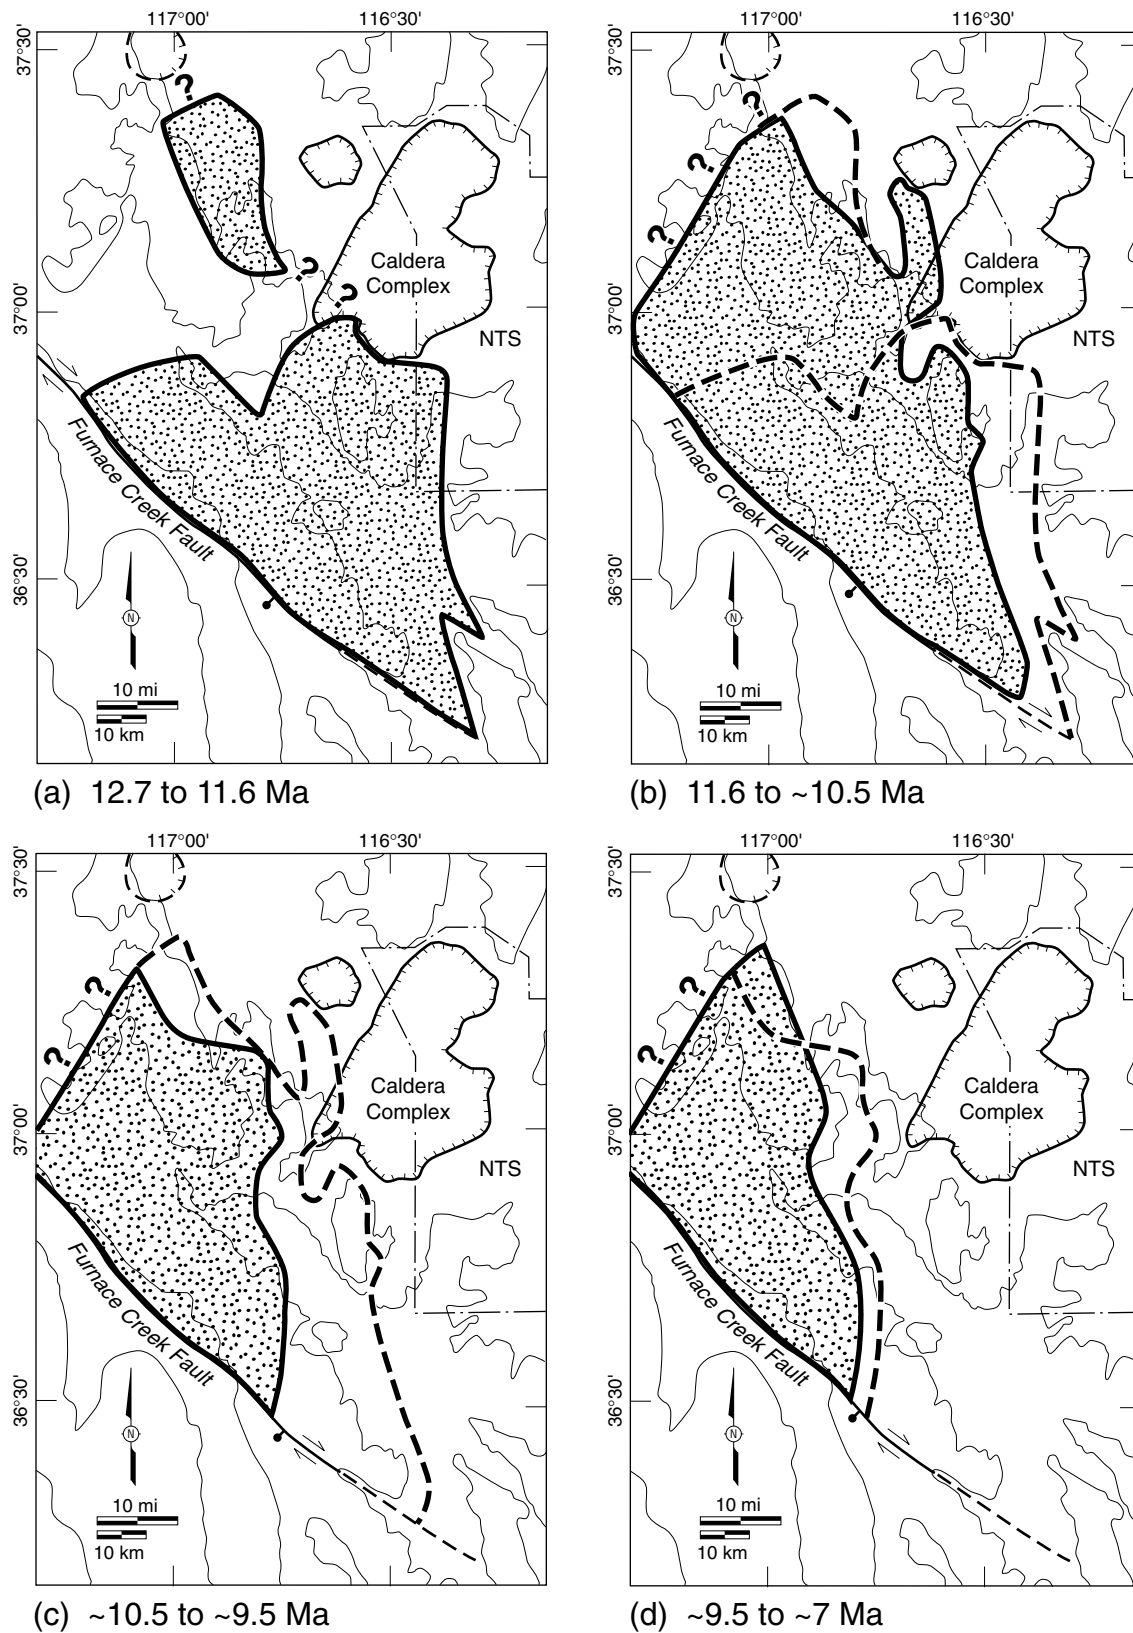 117°00' 116°30'
37°30'
?
?
?
Caldera
Complex
37°00'
NTS
Furnace Creek Fault
36°30'
N
10 mi
10 km
(a) 12.7 to 11.6 Ma
117°00' 116°30'
37°30'
?
?
?
Caldera
Complex
37°00'
NTS
Furnace Creek Fault
36°30'
N
10 mi
10 km
(b) 11.6 to ~10.5 Ma
117°00' 116°30'
37°30'
?
?
Caldera
Complex
37°00'
NTS
Furnace Creek Fault
36°30'
N
10 mi
10 km
(c) ~10.5 to ~9.5 Ma
117°00' 116°30'
37°30'
?
?
Caldera
Complex
37°00'
NTS
Furnace Creek Fault
36°30'
N
10 mi
10 km
(d) ~9.5 to ~7 Ma